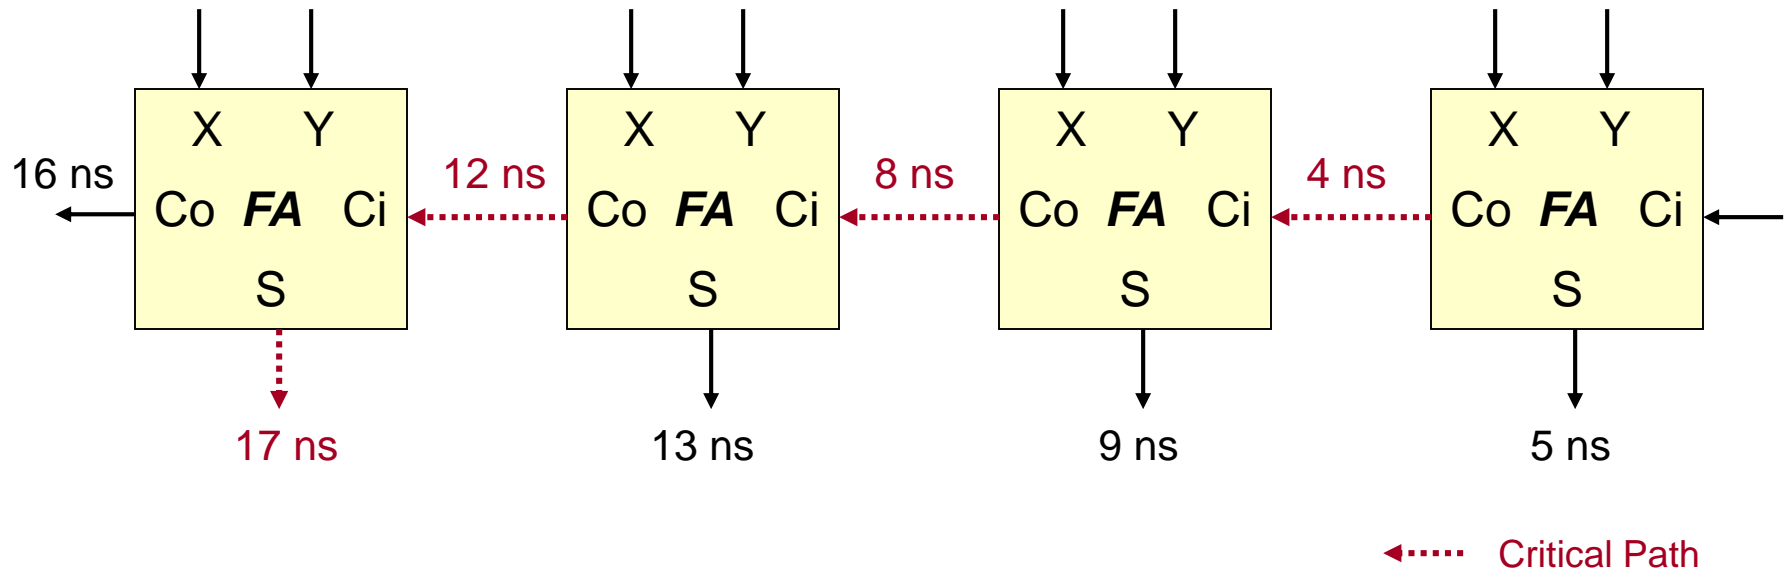 X Y X Y X Y X Y
16 ns 12 ns 8 ns 4 ns
Co FA Ci Co FA Ci Co FA Ci Co FA Ci
S S S S
17 ns 13 ns 9 ns 5 ns
Critical Path